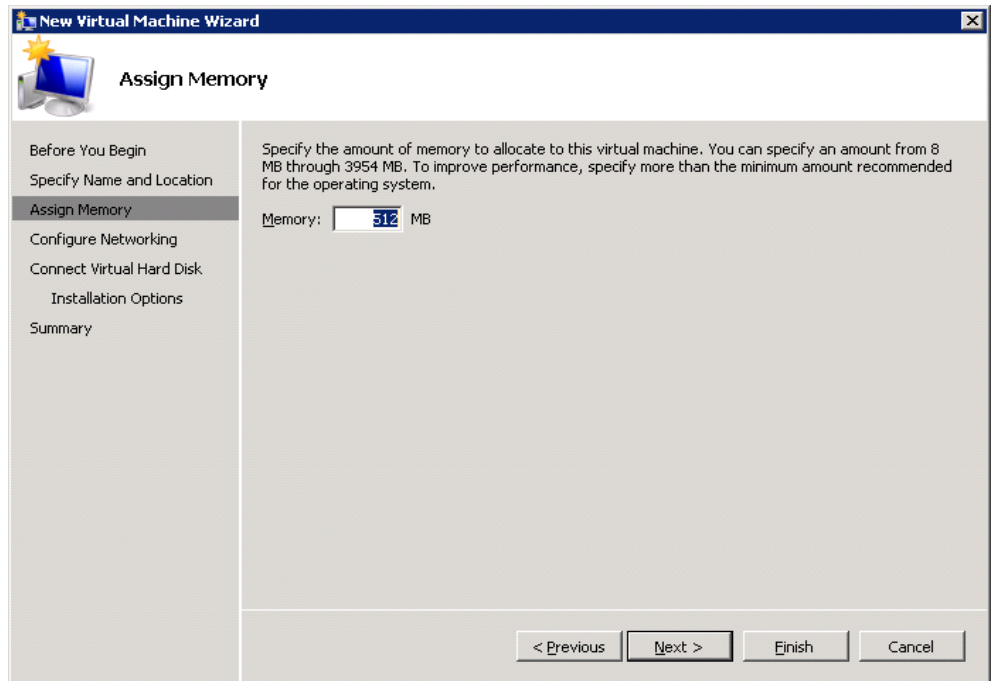 New Virtual Machine Wizard
Assign Memory
Before You Begin
Specify Name and Location
Assign Memory
Configure Networking
Connect Virtual Hard Disk
Installation Options
Summary
Specify the amount of memory to allocate to this virtual machine. You can specify an amount from 8
MB through 3954 MB. To improve performance, specify more than the minimum amount recommended
for the operating system.
Memory: 512 MB
< Previous Next > Finish Cancel